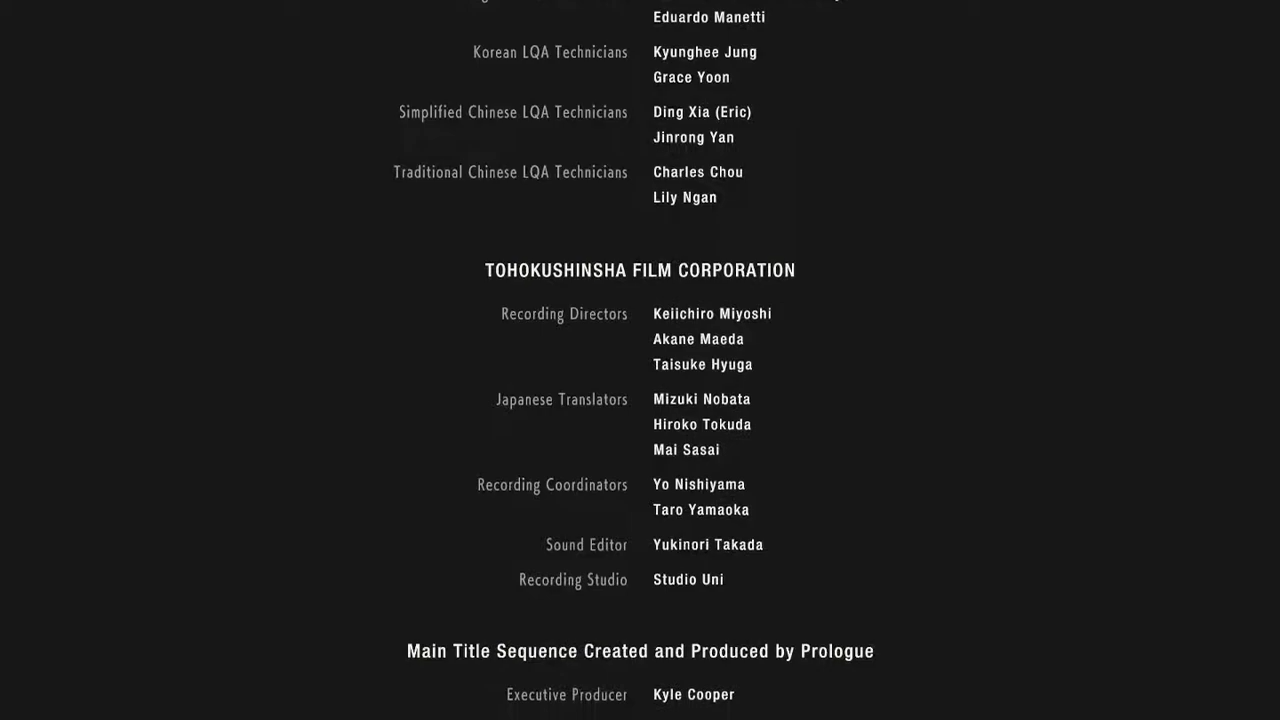 Eduardo Manetti
Korean LQA Technicians Kyunghee Jung
Grace Yoon
Simplified Chinese LQA Technicians Ding Xia (Eric)
Jinrong Yan
Traditional Chinese LQA Technicians Charles Chou
Lily Ngan
TOHOKUSHINSHA FILM CORPORATION
Recording Directors Keiichiro Miyoshi
Akane Maeda
Taisuke Hyuga
Japanese Translators Mizuki Nobata
Hiroko Tokuda
Mai Sasai
Recording Coordinators Yo Nishiyama
Taro Yamaoka
Sound Editor Yukinori Takada
Recording Studio Studio Uni
Main Title Sequence Created and Produced by Prologue
Executive Producer Kyle Cooper